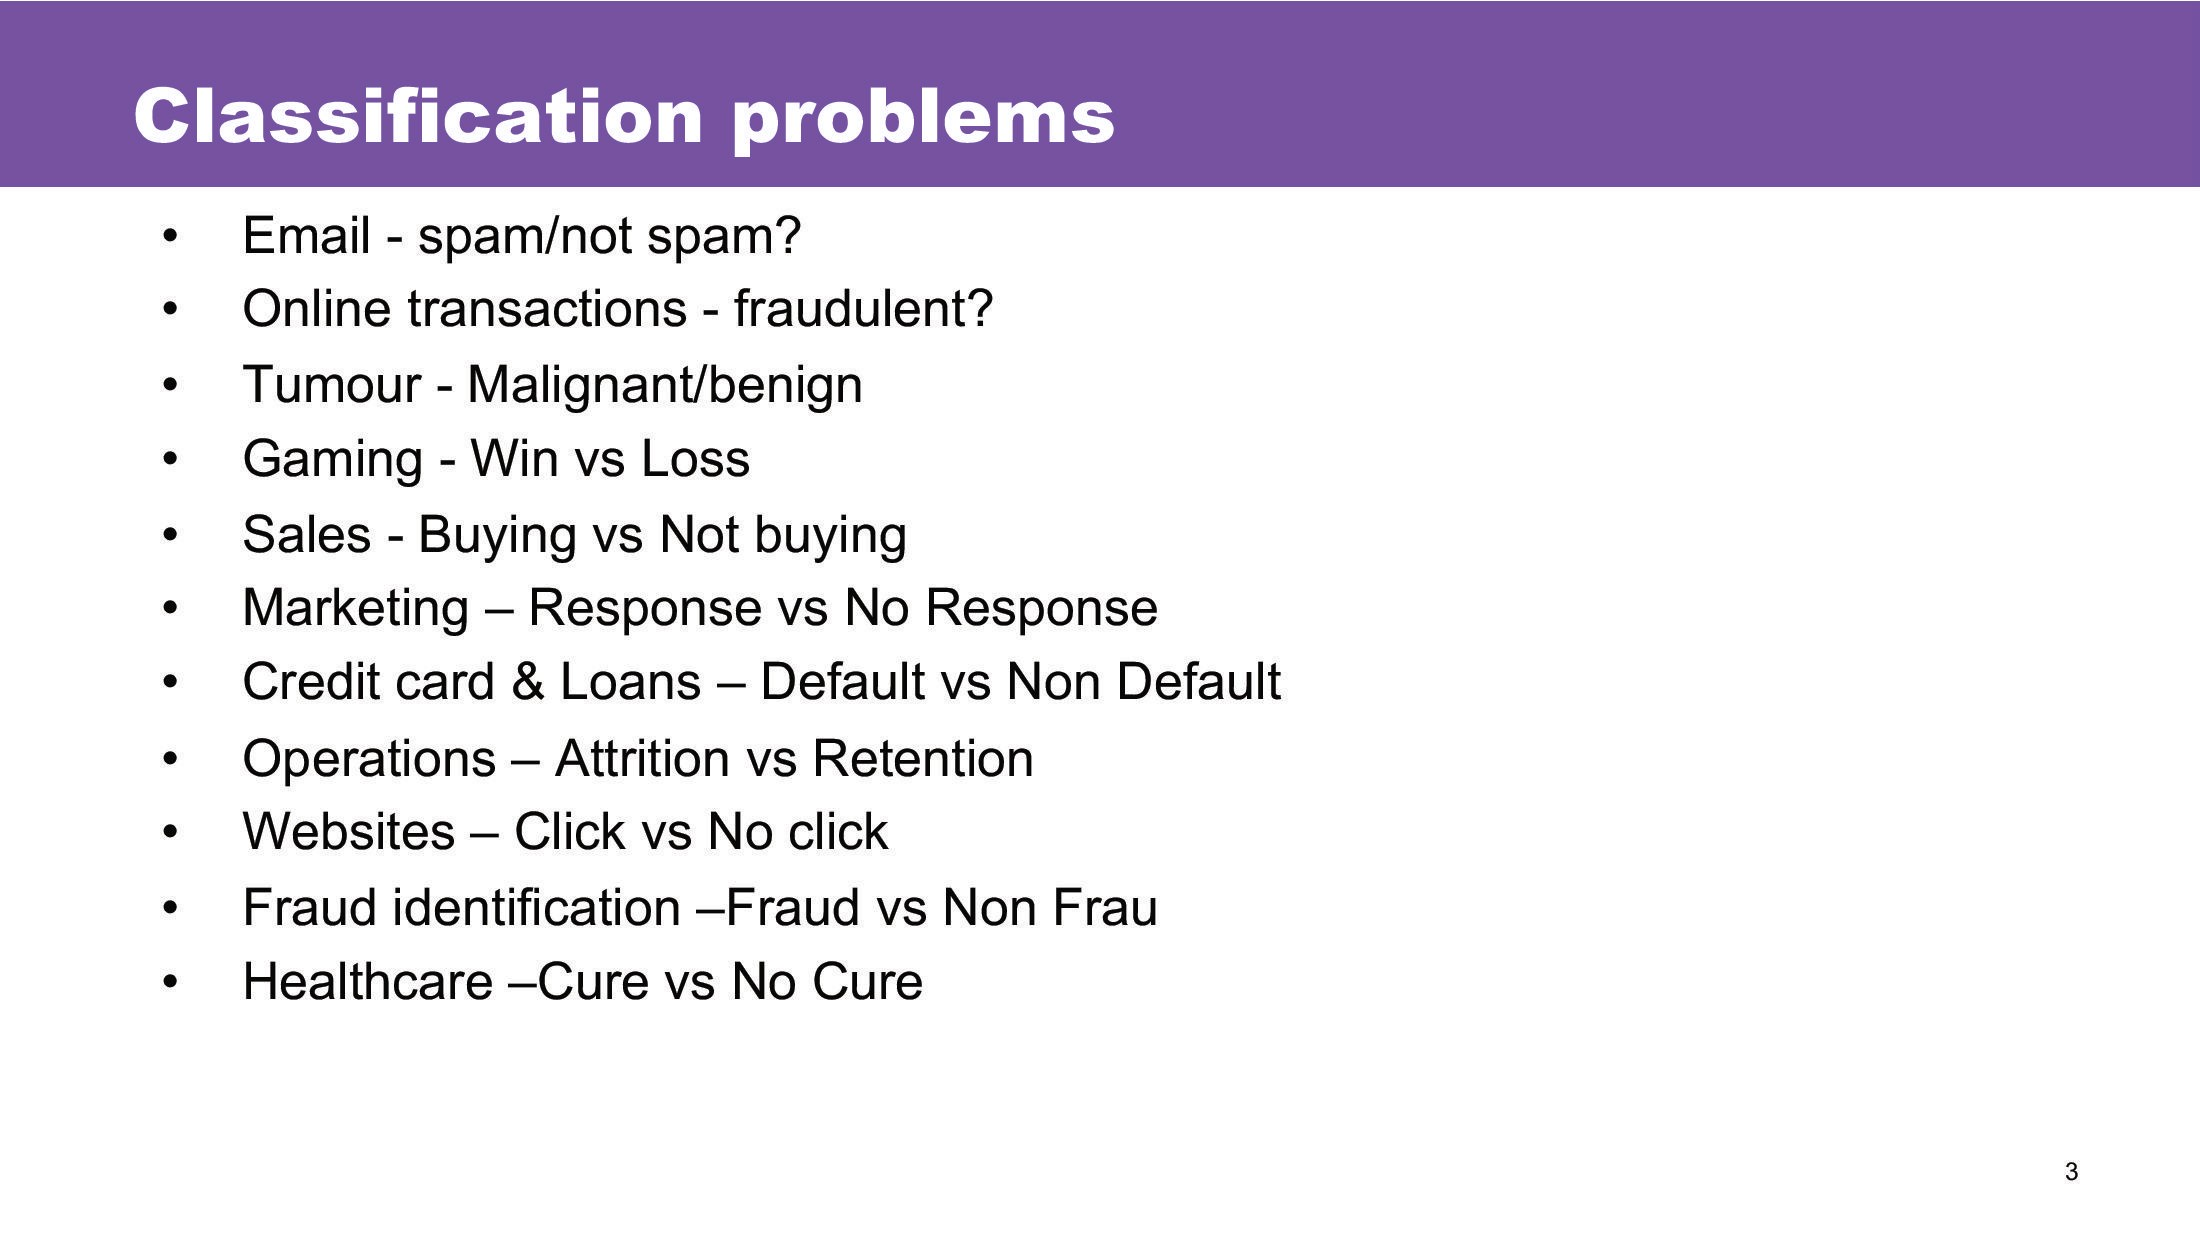 Classification problems
• Email - spam/not spam?
• Online transactions - fraudulent?
• Tumour - Malignant/benign
• Gaming - Win vs Loss
• Sales - Buying vs Not buying
• Marketing – Response vs No Response
• Credit card & Loans – Default vs Non Default
• Operations – Attrition vs Retention
• Websites – Click vs No click
• Fraud identification –Fraud vs Non Frau
• Healthcare –Cure vs No Cure
3